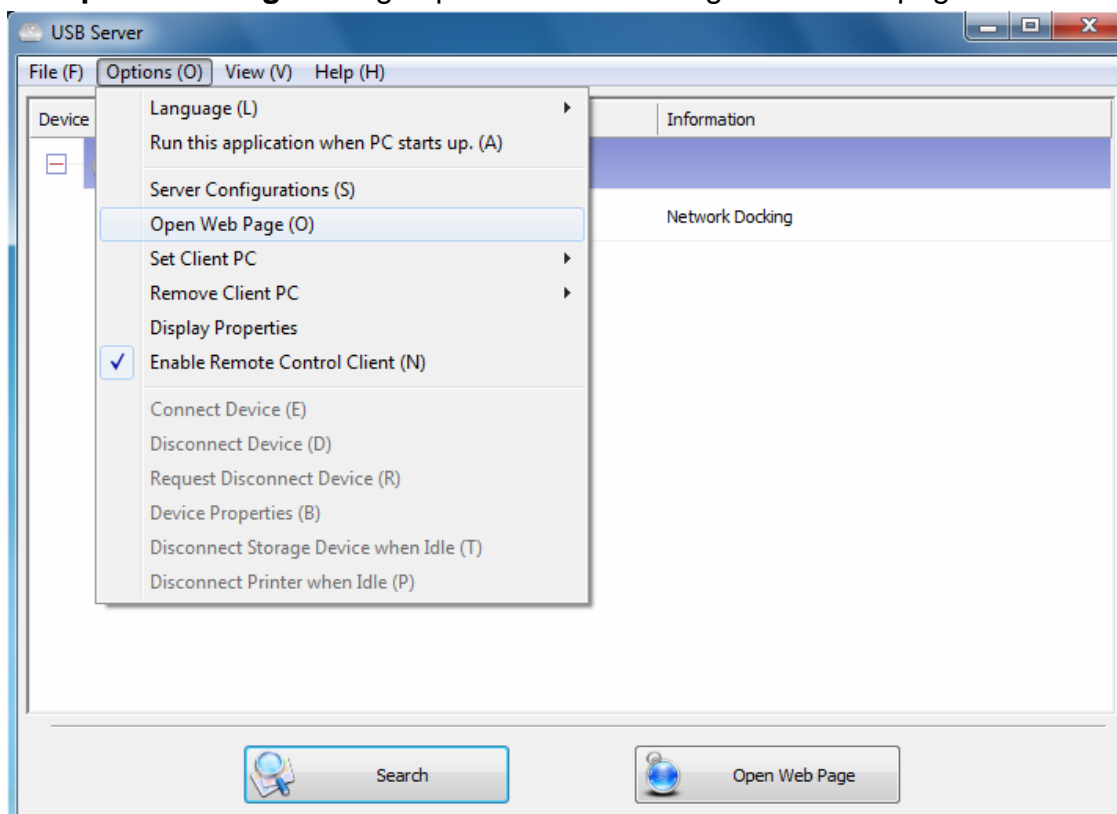 USB Server
File (F) Options (O) View (V) Help (H)
Device
Information
Language (L)
Run this application when PC starts up. (A)
Server Configurations (S)
Open Web Page (O)
Network Docking
Set Client PC
Remove Client PC
Display Properties
Enable Remote Control Client (N)
Connect Device (E)
Disconnect Device (D)
Request Disconnect Device (R)
Device Properties (B)
Disconnect Storage Device when Idle (T)
Disconnect Printer when Idle (P)
Search
Open Web Page